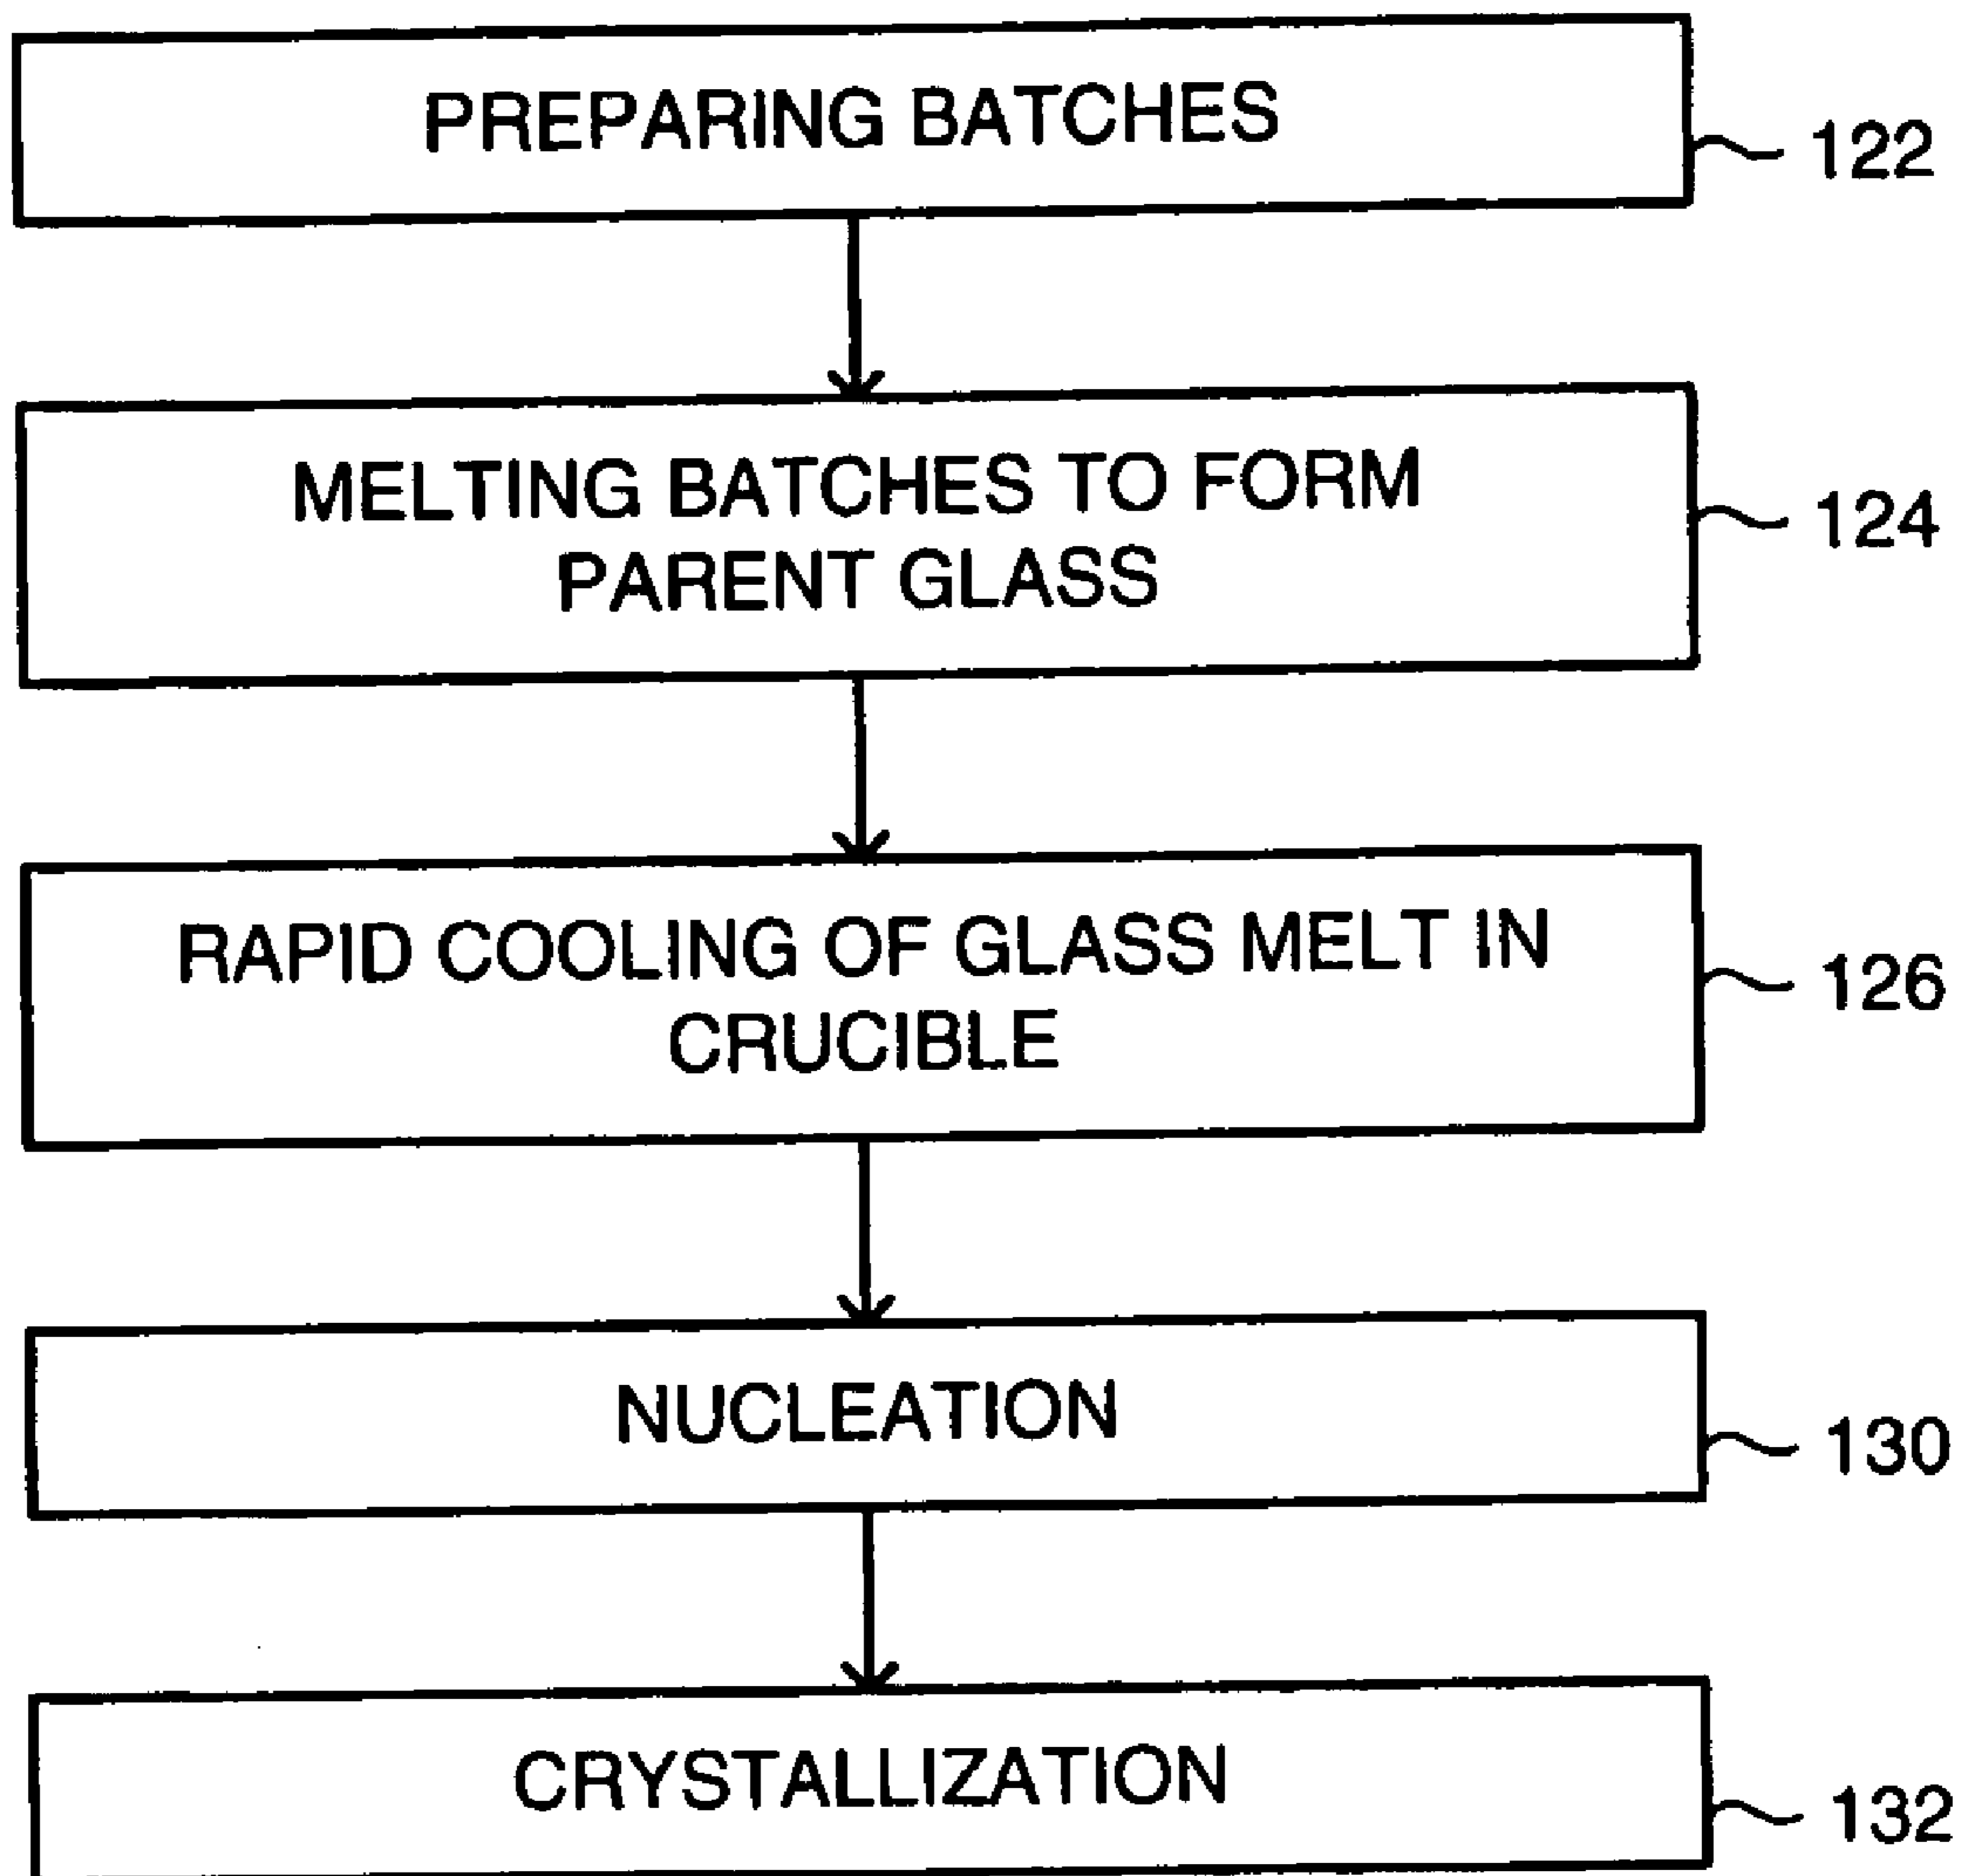 PREPARING BATCHES
122
MELTING BATCHES TO FORM
PARENT GLASS
124
RAPID COOLING OF GLASS MELT IN
CRUCIBLE
126
NUCLEATION
130
CRYSTALLIZATION
132